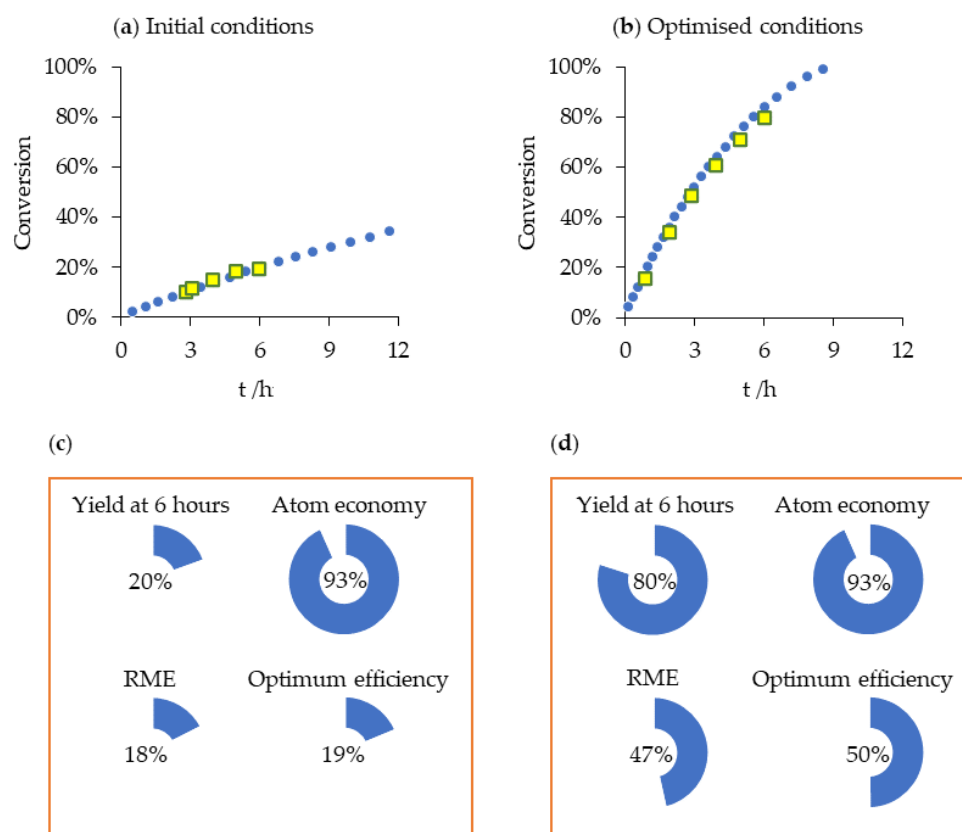 (a) Initial conditions
100%
80%
60%
40%
20%
0%
Conversion
0 3 6 9 12
t /h
(b) Optimised conditions
100%
80%
60%
40%
20%
0%
Conversion
0 3 6 9 12
t /h
(c)
Yield at 6 hours Atom economy
20% 93%
RME Optimum efficiency
18% 19%
(d)
Yield at 6 hours Atom economy
80% 93%
RME Optimum efficiency
47% 50%